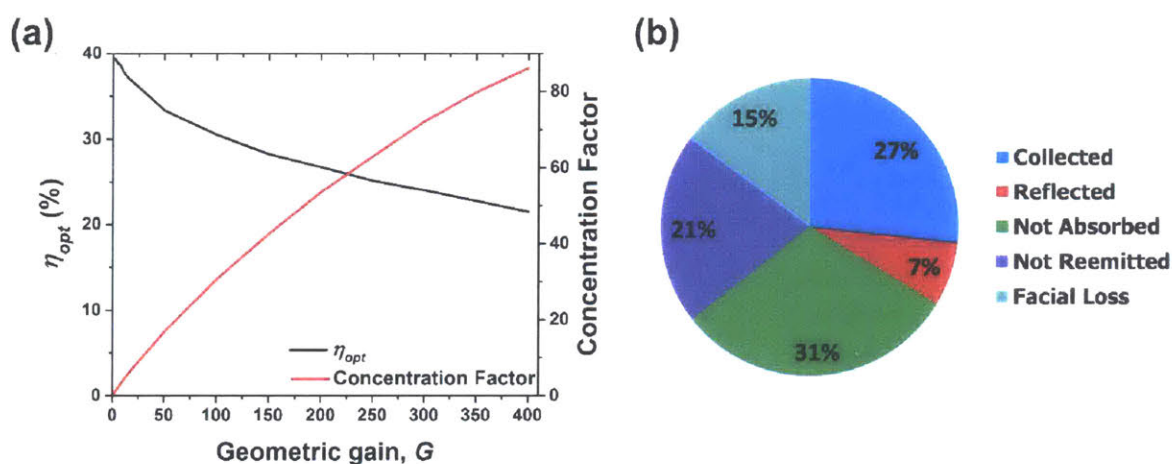 (a)
(b)
40
30
20
10
0
η_opt (%)
80
60
40
20
0
Concentration Factor
η_opt
Concentration Factor
0 50 100 150 200 250 300 350 400
Geometric gain, G
15%
27%
21%
7%
31%
Collected
Reflected
Not Absorbed
Not Reemitted
Facial Loss